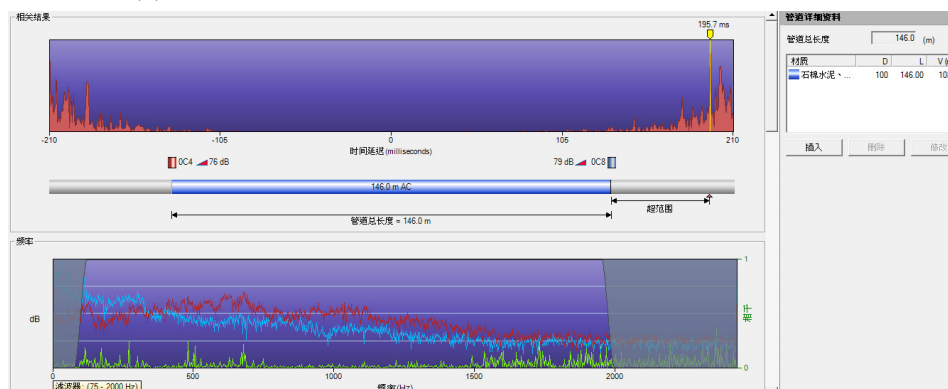 相关结果
195.7 ms
-210 -105 0 105 210
时间延迟(milliseconds)
0C4 76 dB 79 dB 0C8
146.0 m AC
超范围
管道总长度 = 146.0 m
频率
dB
1
相干
0
0 500 1000 1500 2000
滤波器: (75 - 2000 Hz)
频率(Hz)
管道详细资料
管道总长度 146.0 (m)
材质 D L V
石棉水泥、... 100 146.00
插入 删除 修改